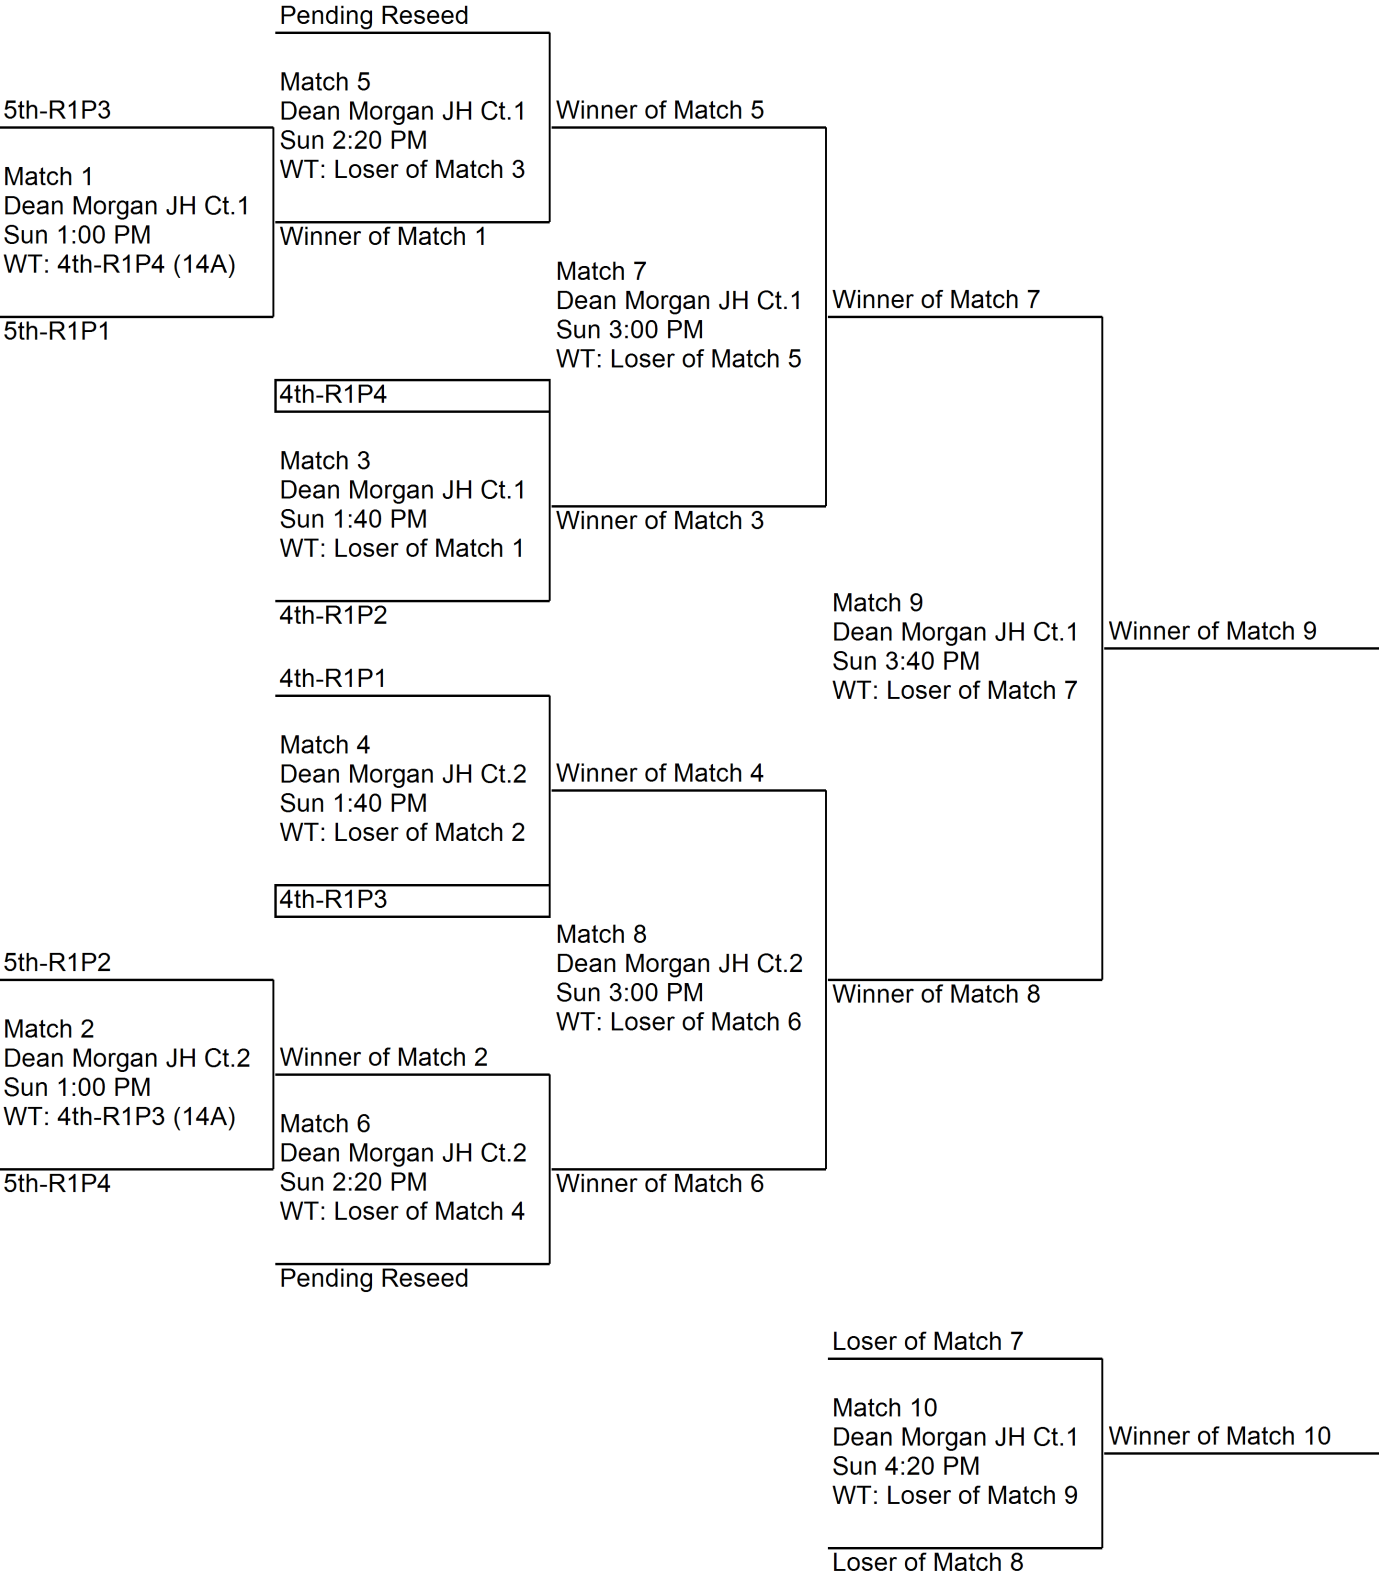 Pending Reseed
Match 5
Dean Morgan JH Ct.1
Sun 2:20 PM
WT: Loser of Match 3
5th-R1P3
Winner of Match 5
Match 1
Dean Morgan JH Ct.1
Sun 1:00 PM
WT: 4th-R1P4 (14A)
Winner of Match 1
5th-R1P1
Match 7
Dean Morgan JH Ct.1
Sun 3:00 PM
WT: Loser of Match 5
Winner of Match 7
4th-R1P4
Match 3
Dean Morgan JH Ct.1
Sun 1:40 PM
WT: Loser of Match 1
Winner of Match 3
4th-R1P2
Match 9
Dean Morgan JH Ct.1
Sun 3:40 PM
WT: Loser of Match 7
Winner of Match 9
4th-R1P1
Match 4
Dean Morgan JH Ct.2
Sun 1:40 PM
WT: Loser of Match 2
Winner of Match 4
4th-R1P3
Match 8
Dean Morgan JH Ct.2
Sun 3:00 PM
WT: Loser of Match 6
Winner of Match 8
5th-R1P2
Match 2
Dean Morgan JH Ct.2
Sun 1:00 PM
WT: 4th-R1P3 (14A)
5th-R1P4
Winner of Match 2
Match 6
Dean Morgan JH Ct.2
Sun 2:20 PM
WT: Loser of Match 4
Winner of Match 6
Pending Reseed
Loser of Match 7
Match 10
Dean Morgan JH Ct.1
Sun 4:20 PM
WT: Loser of Match 9
Winner of Match 10
Loser of Match 8